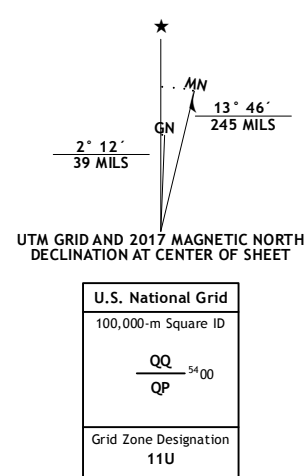 ★
MN
GN
13° 46´
245 MILS
2° 12´
39 MILS
UTM GRID AND 2017 MAGNETIC NORTH
DECLINATION AT CENTER OF SHEET
U.S. National Grid
100,000-m Square ID
QQ
5400
QP
Grid Zone Designation
11U